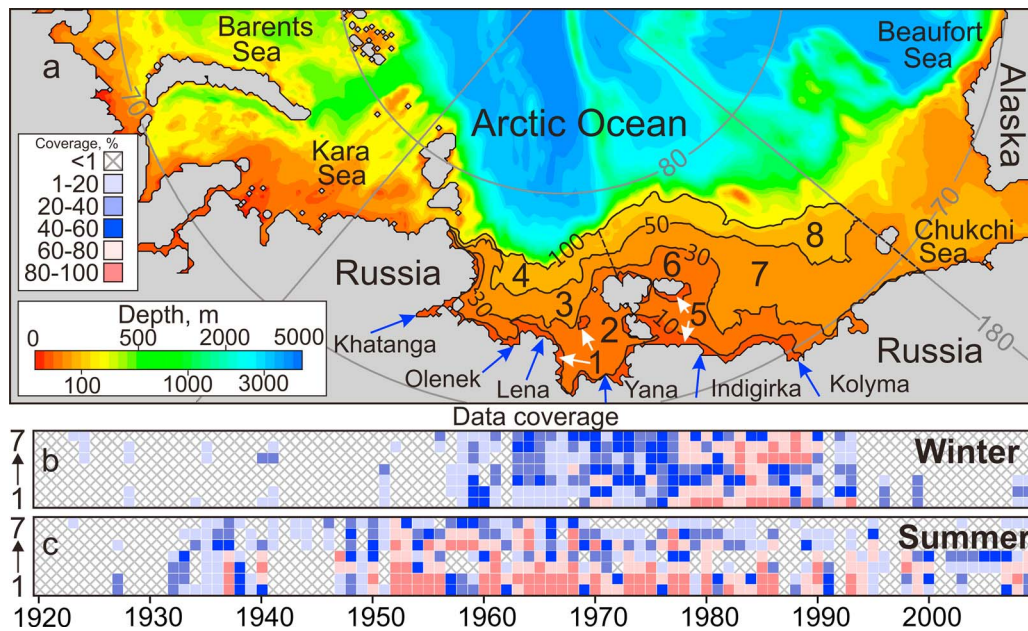 a
Barents
Sea
Beaufort
Sea
Alaska
70
Arctic Ocean
Coverage, %
<1
1-20
20-40
40-60
60-80
80-100
Kara
Sea
80
70
50
100
30
8
Chukchi
Sea
Russia
4
6
7
20
3
5
180
Depth, m
0
500
2000
5000
100
1000
3000
2
10
Russia
Khatanga
1
Olenek
Lena
Yana
Indigirka
Kolyma
Data coverage
7
1
b
Winter
7
1
c
Summer
1920
1930
1940
1950
1960
1970
1980
1990
2000